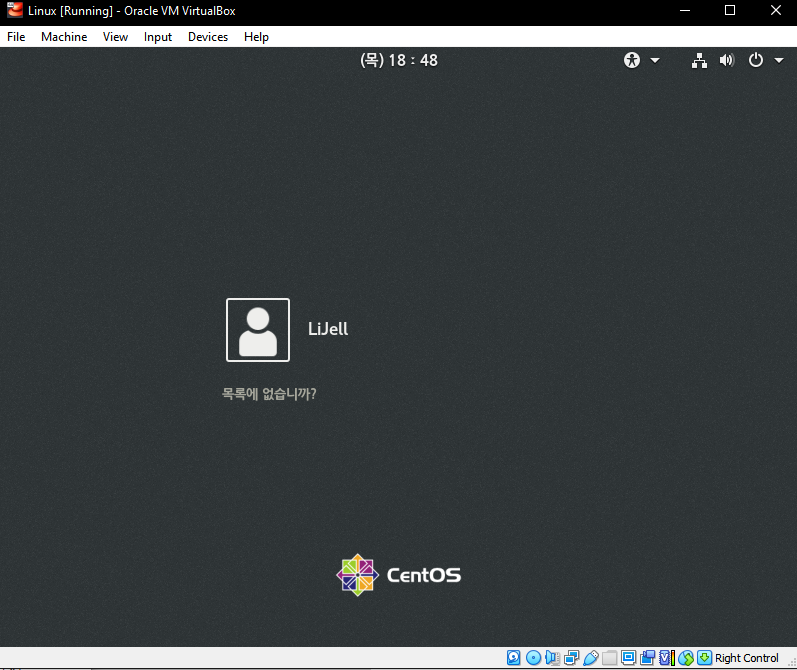 Linux [Running] - Oracle VM VirtualBox
File Machine View Input Devices Help
(목) 18 : 48
LiJell
목록에 없습니까?
CentOS
Right Control